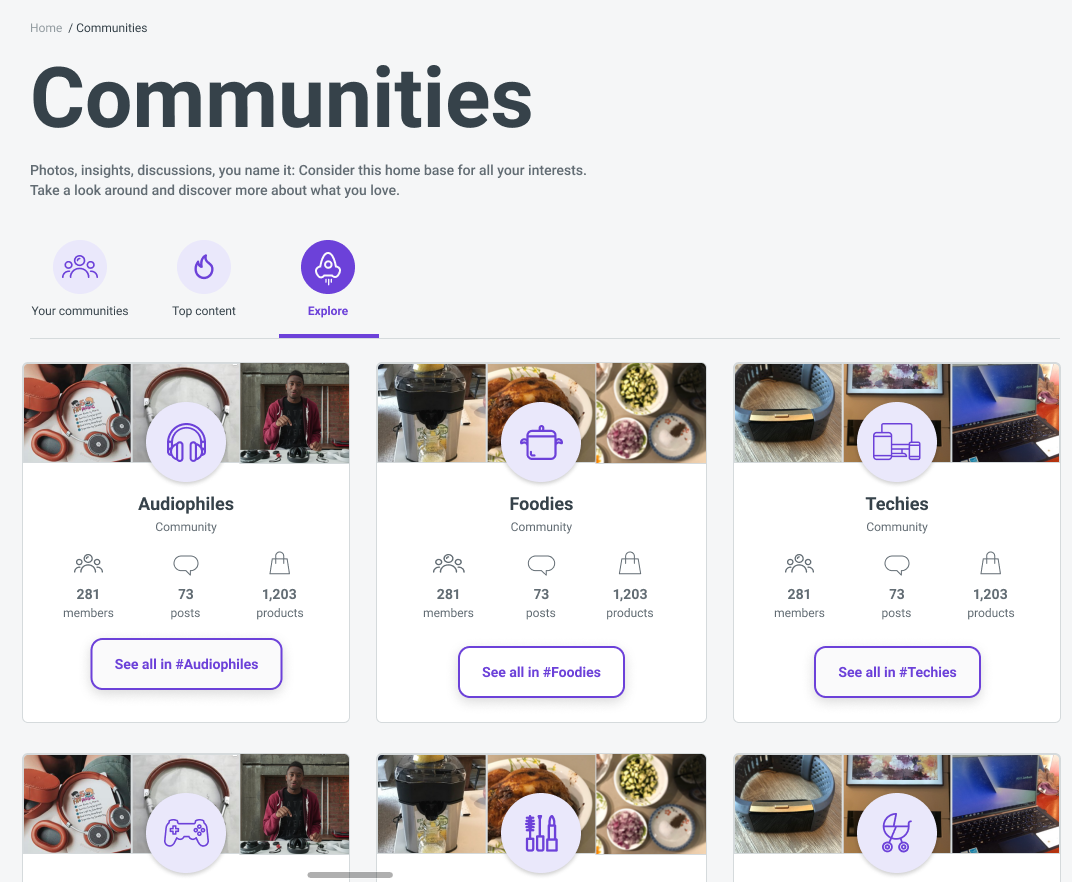 Home / Communities
Communities
Photos, insights, discussions, you name it: Consider this home base for all your interests.
Take a look around and discover more about what you love.
Your communities
Top content
Explore
Audiophiles
Community
281
members
73
posts
1,203
products
See all in #Audiophiles
Foodies
Community
281
members
73
posts
1,203
products
See all in #Foodies
Techies
Community
281
members
73
posts
1,203
products
See all in #Techies